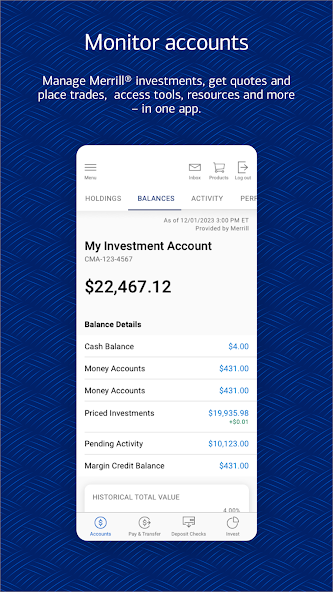 Monitor accounts
Manage Merrill® investments, get quotes and
place trades, access tools, resources and more
– in one app.
Menu
Inbox
Products
Log out
HOLDINGS BALANCES ACTIVITY PERF
As of 12/01/2023 3:00 PM ET
Provided by Merrill
My Investment Account
CMA-123-4567
$22,467.12
Balance Details
Cash Balance $4.00
Money Accounts $431.00
Money Accounts $431.00
Priced Investments $19,935.98
+$0.01
Pending Activity $10,123.00
Margin Credit Balance $431.00
HISTORICAL TOTAL VALUE
4.00%
Accounts Pay & Transfer Deposit Checks Invest